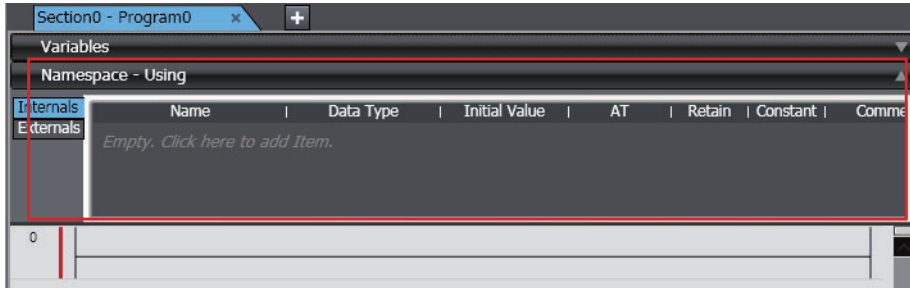 Section0 - Program0 × +
Variables
Namespace - Using
Internals
Externals
Name | Data Type | Initial Value | AT | Retain | Constant | Comme
Empty. Click here to add Item.
0